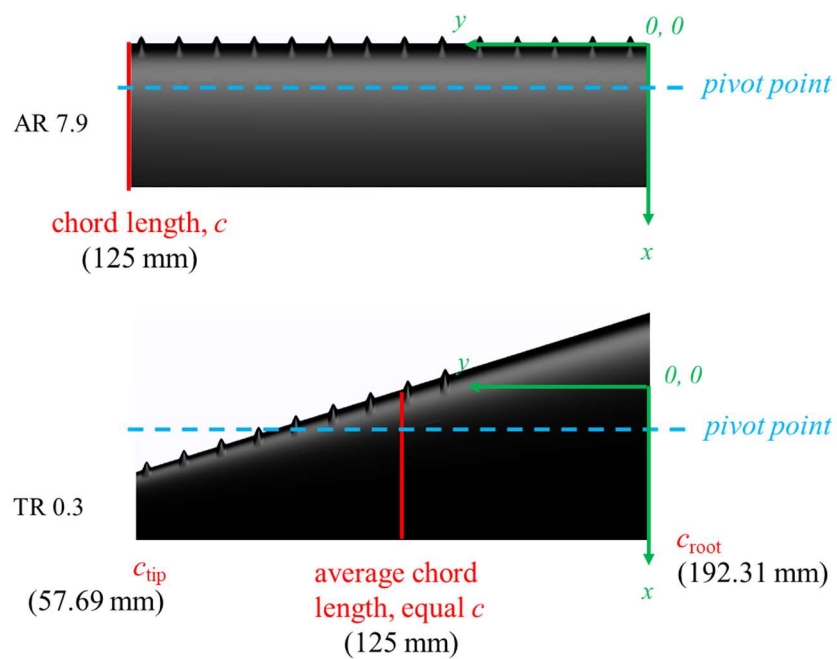 y
0, 0
pivot point
AR 7.9
chord length, c
(125 mm)
x
y
0, 0
pivot point
TR 0.3
c_tip
(57.69 mm)
average chord
length, equal c
(125 mm)
c_root
(192.31 mm)
x